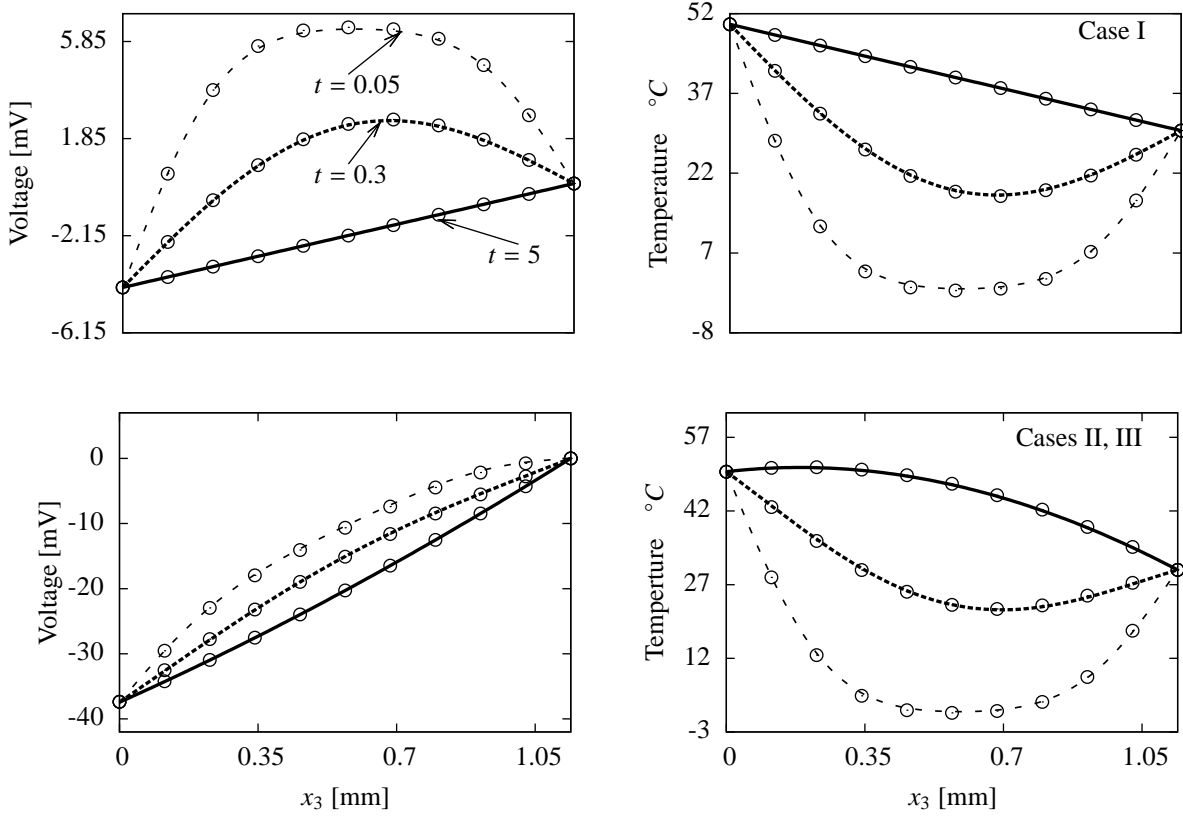 Voltage [mV]
5.85
1.85
-2.15
-6.15
t = 0.05
t = 0.3
t = 5
Temperature °C
52
37
22
7
-8
Case I
Voltage [mV]
0
-10
-20
-30
-40
0
0.35
0.7
1.05
x₃ [mm]
Temperture °C
57
42
27
12
-3
Cases II, III
0
0.35
0.7
1.05
x₃ [mm]